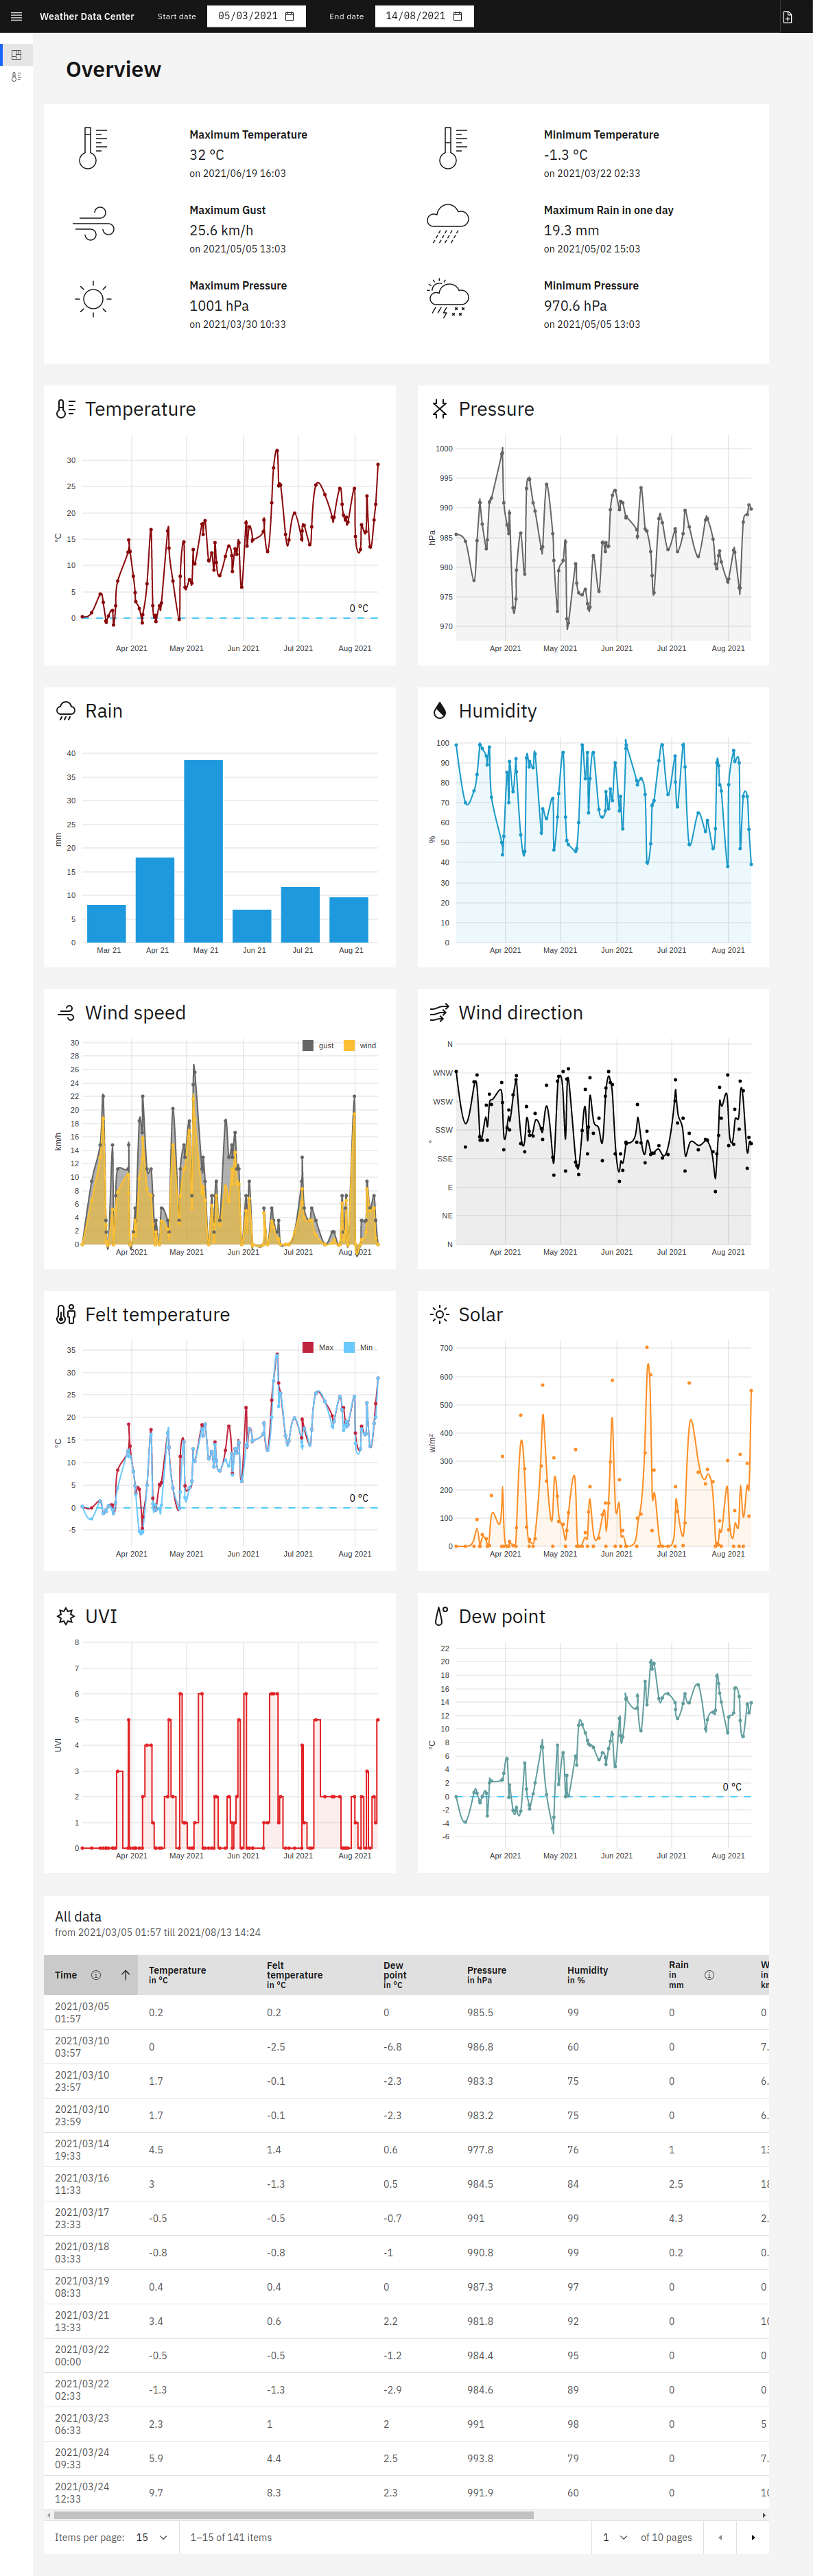 Weather Data Center
Start date
05/03/2021
End date
14/08/2021
Overview
Maximum Temperature
32 °C
on 2021/06/19 16:03
Minimum Temperature
-1.3 °C
on 2021/03/22 02:33
Maximum Gust
25.6 km/h
on 2021/05/05 13:03
Maximum Rain in one day
19.3 mm
on 2021/05/02 15:03
Maximum Pressure
1001 hPa
on 2021/03/30 10:33
Minimum Pressure
970.6 hPa
on 2021/05/05 13:03
Temperature
°C
30
25
20
15
10
5
0
0 °C
Apr 2021 May 2021 Jun 2021 Jul 2021 Aug 2021
Pressure
hPa
1000
995
990
985
980
975
970
Apr 2021 May 2021 Jun 2021 Jul 2021 Aug 2021
Rain
mm
40
35
30
25
20
15
10
5
0
Mar 21 Apr 21 May 21 Jun 21 Jul 21 Aug 21
Humidity
%
100
90
80
70
60
50
40
30
20
10
0
Apr 2021 May 2021 Jun 2021 Jul 2021 Aug 2021
Wind speed
gust wind
km/h
30
28
26
24
22
20
18
16
14
12
10
8
6
4
2
0
Apr 2021 May 2021 Jun 2021 Jul 2021 Aug 2021
Wind direction
°
N
WNW
WSW
SSW
SSE
E
NE
N
Apr 2021 May 2021 Jun 2021 Jul 2021 Aug 2021
Felt temperature
Max Min
°C
35
30
25
20
15
10
5
0
-5
0 °C
Apr 2021 May 2021 Jun 2021 Jul 2021 Aug 2021
Solar
w/m²
700
600
500
400
300
200
100
0
Apr 2021 May 2021 Jun 2021 Jul 2021 Aug 2021
UVI
UVI
8
7
6
5
4
3
2
1
0
Apr 2021 May 2021 Jun 2021 Jul 2021 Aug 2021
Dew point
°C
22
20
18
16
14
12
10
8
6
4
2
0
-2
-4
-6
0 °C
Apr 2021 May 2021 Jun 2021 Jul 2021 Aug 2021
All data
from 2021/03/05 01:57 till 2021/08/13 14:24
Time
Temperature
in °C
Felt
temperature
in °C
Dew
point
in °C
Pressure
in hPa
Humidity
in %
Rain
in
mm
W
in
km
2021/03/05
01:57
0.2 0.2 0 985.5 99 0 0
2021/03/10
03:57
0 -2.5 -6.8 986.8 60 0 7.
2021/03/10
23:57
1.7 -0.1 -2.3 983.3 75 0 6.
2021/03/10
23:59
1.7 -0.1 -2.3 983.2 75 0 6.
2021/03/14
19:33
4.5 1.4 0.6 977.8 76 1 13
2021/03/16
11:33
3 -1.3 0.5 984.5 84 2.5 18
2021/03/17
23:33
-0.5 -0.5 -0.7 991 99 4.3 2.
2021/03/18
03:33
-0.8 -0.8 -1 990.8 99 0.2 0.
2021/03/19
08:33
0.4 0.4 0 987.3 97 0 0
2021/03/21
13:33
3.4 0.6 2.2 981.8 92 0 10
2021/03/22
00:00
-0.5 -0.5 -1.2 984.4 95 0 0
2021/03/22
02:33
-1.3 -1.3 -2.9 984.6 89 0 0
2021/03/23
06:33
2.3 1 2 991 98 0 5
2021/03/24
09:33
5.9 4.4 2.5 993.8 79 0 7.
2021/03/24
12:33
9.7 8.3 2.3 991.9 60 0 10
Items per page: 15
1–15 of 141 items
1
of 10 pages